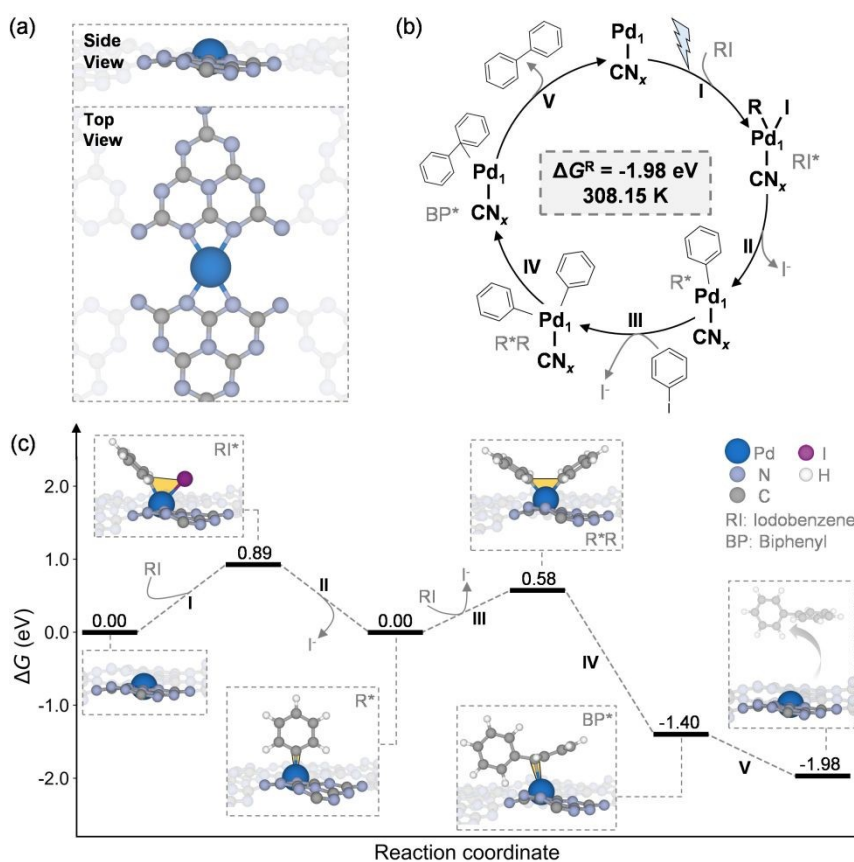 (a)
Side
View
Top
View
(b)
Pd₁
CNₓ
RI
I
R I
Pd₁
CNₓ
RI*
II
I⁻
R*
Pd₁
CNₓ
III
I
I⁻
Pd₁
CNₓ
R*R
IV
Pd₁
CNₓ
BP*
V
ΔGᴿ = -1.98 eV
308.15 K
(c)
ΔG (eV)
2.0
1.0
0.0
-1.0
-2.0
0.00
RI
I
RI*
0.89
II
I⁻
R*
0.00
RI
I⁻
III
R*R
0.58
IV
BP*
-1.40
V
-1.98
Pd I
N H
C
RI: Iodobenzene
BP: Biphenyl
Reaction coordinate